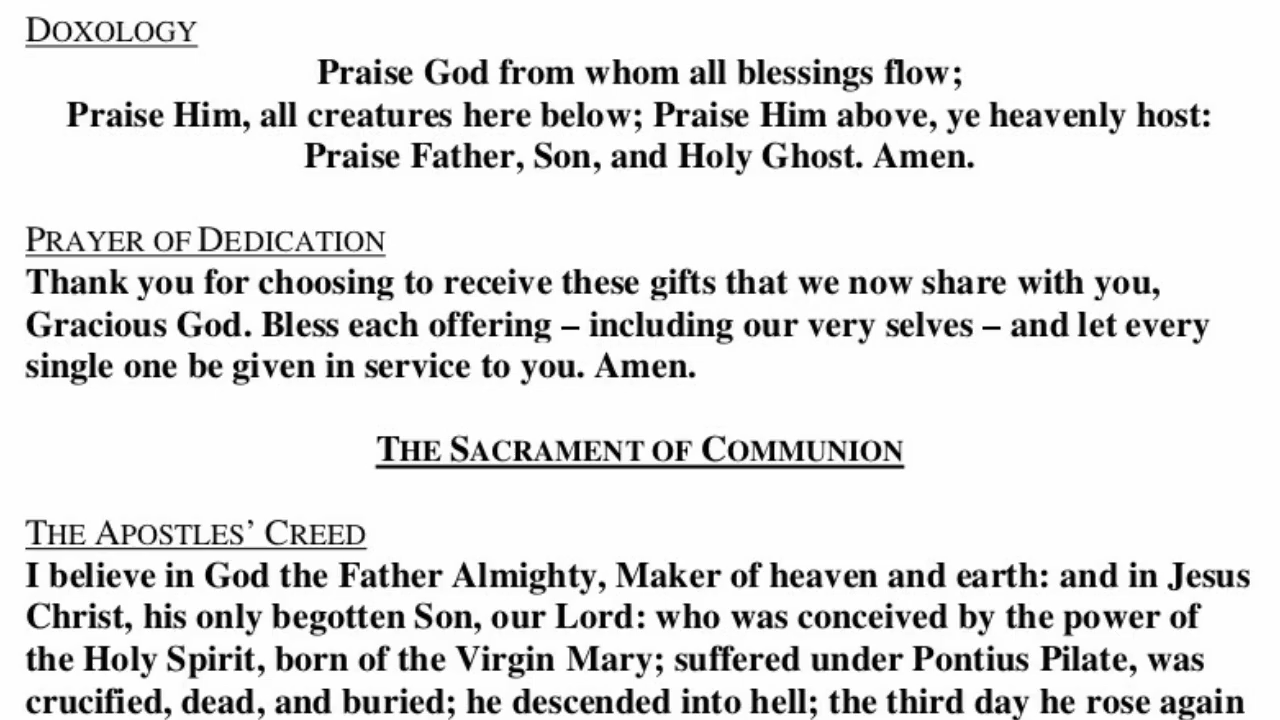 DOXOLOGY
Praise God from whom all blessings flow;
Praise Him, all creatures here below; Praise Him above, ye heavenly host:
Praise Father, Son, and Holy Ghost. Amen.
PRAYER OF DEDICATION
Thank you for choosing to receive these gifts that we now share with you,
Gracious God. Bless each offering – including our very selves – and let every
single one be given in service to you. Amen.
THE SACRAMENT OF COMMUNION
THE APOSTLES’ CREED
I believe in God the Father Almighty, Maker of heaven and earth: and in Jesus
Christ, his only begotten Son, our Lord: who was conceived by the power of
the Holy Spirit, born of the Virgin Mary; suffered under Pontius Pilate, was
crucified, dead, and buried; he descended into hell; the third day he rose again